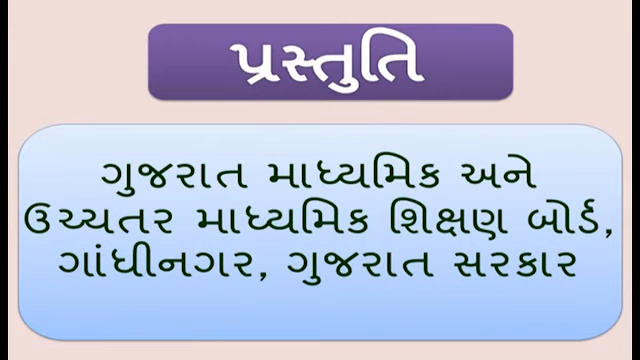 પ્રસ્તુતિ
ગુજરાત માધ્યમિક અને
ઉચ્ચતર માધ્યમિક શિક્ષણ બોર્ડ,
ગાંધીનગર, ગુજરાત સરકાર